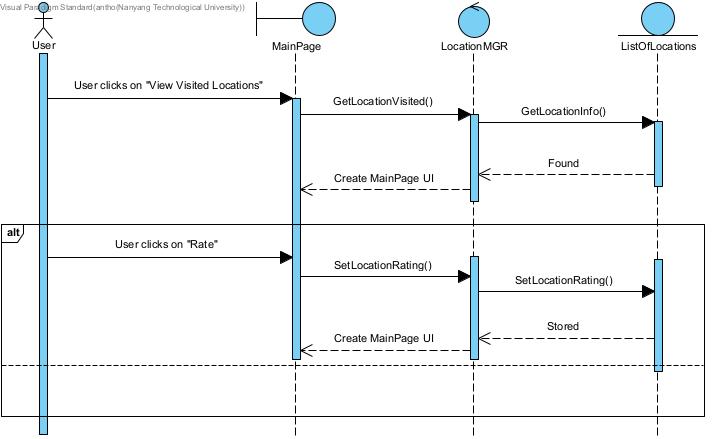 Visual Paradigm Standard(antho(Nanyang Technological University))
User
MainPage
LocationMGR
ListOfLocations
User clicks on "View Visited Locations"
GetLocationVisited()
GetLocationInfo()
Found
Create MainPage UI
alt
User clicks on "Rate"
SetLocationRating()
SetLocationRating()
Stored
Create MainPage UI